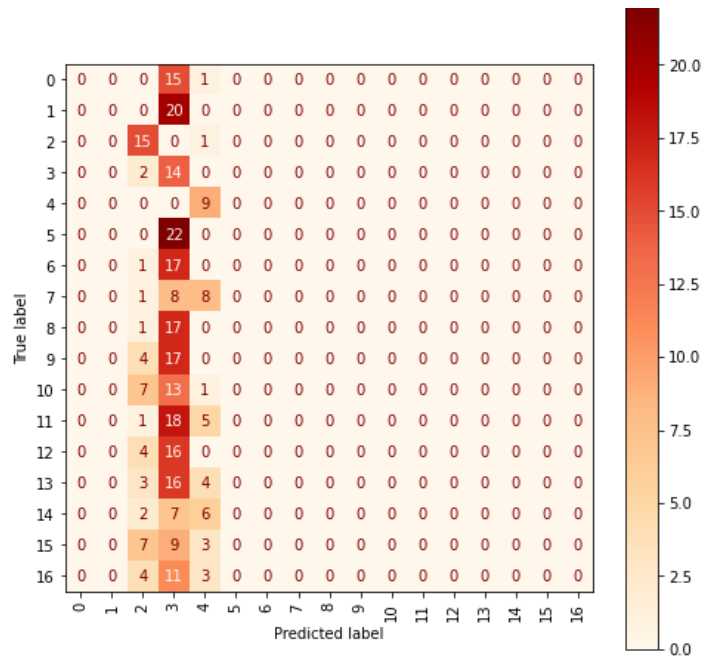 0 0 0 0 15 1 0 0 0 0 0 0 0 0 0 0 0 0
1 0 0 0 20 0 0 0 0 0 0 0 0 0 0 0 0 0
2 0 0 15 0 1 0 0 0 0 0 0 0 0 0 0 0 0
3 0 0 2 14 0 0 0 0 0 0 0 0 0 0 0 0 0
4 0 0 0 0 9 0 0 0 0 0 0 0 0 0 0 0 0
5 0 0 0 22 0 0 0 0 0 0 0 0 0 0 0 0 0
6 0 0 1 17 0 0 0 0 0 0 0 0 0 0 0 0 0
7 0 0 1 8 8 0 0 0 0 0 0 0 0 0 0 0 0
8 0 0 1 17 0 0 0 0 0 0 0 0 0 0 0 0 0
9 0 0 4 17 0 0 0 0 0 0 0 0 0 0 0 0 0
10 0 0 7 13 1 0 0 0 0 0 0 0 0 0 0 0 0
11 0 0 1 18 5 0 0 0 0 0 0 0 0 0 0 0 0
12 0 0 4 16 0 0 0 0 0 0 0 0 0 0 0 0 0
13 0 0 3 16 4 0 0 0 0 0 0 0 0 0 0 0 0
14 0 0 2 7 6 0 0 0 0 0 0 0 0 0 0 0 0
15 0 0 7 9 3 0 0 0 0 0 0 0 0 0 0 0 0
16 0 0 4 11 3 0 0 0 0 0 0 0 0 0 0 0 0
True label
0 1 2 3 4 5 6 7 8 9 10 11 12 13 14 15 16
Predicted label
20.0
17.5
15.0
12.5
10.0
7.5
5.0
2.5
0.0